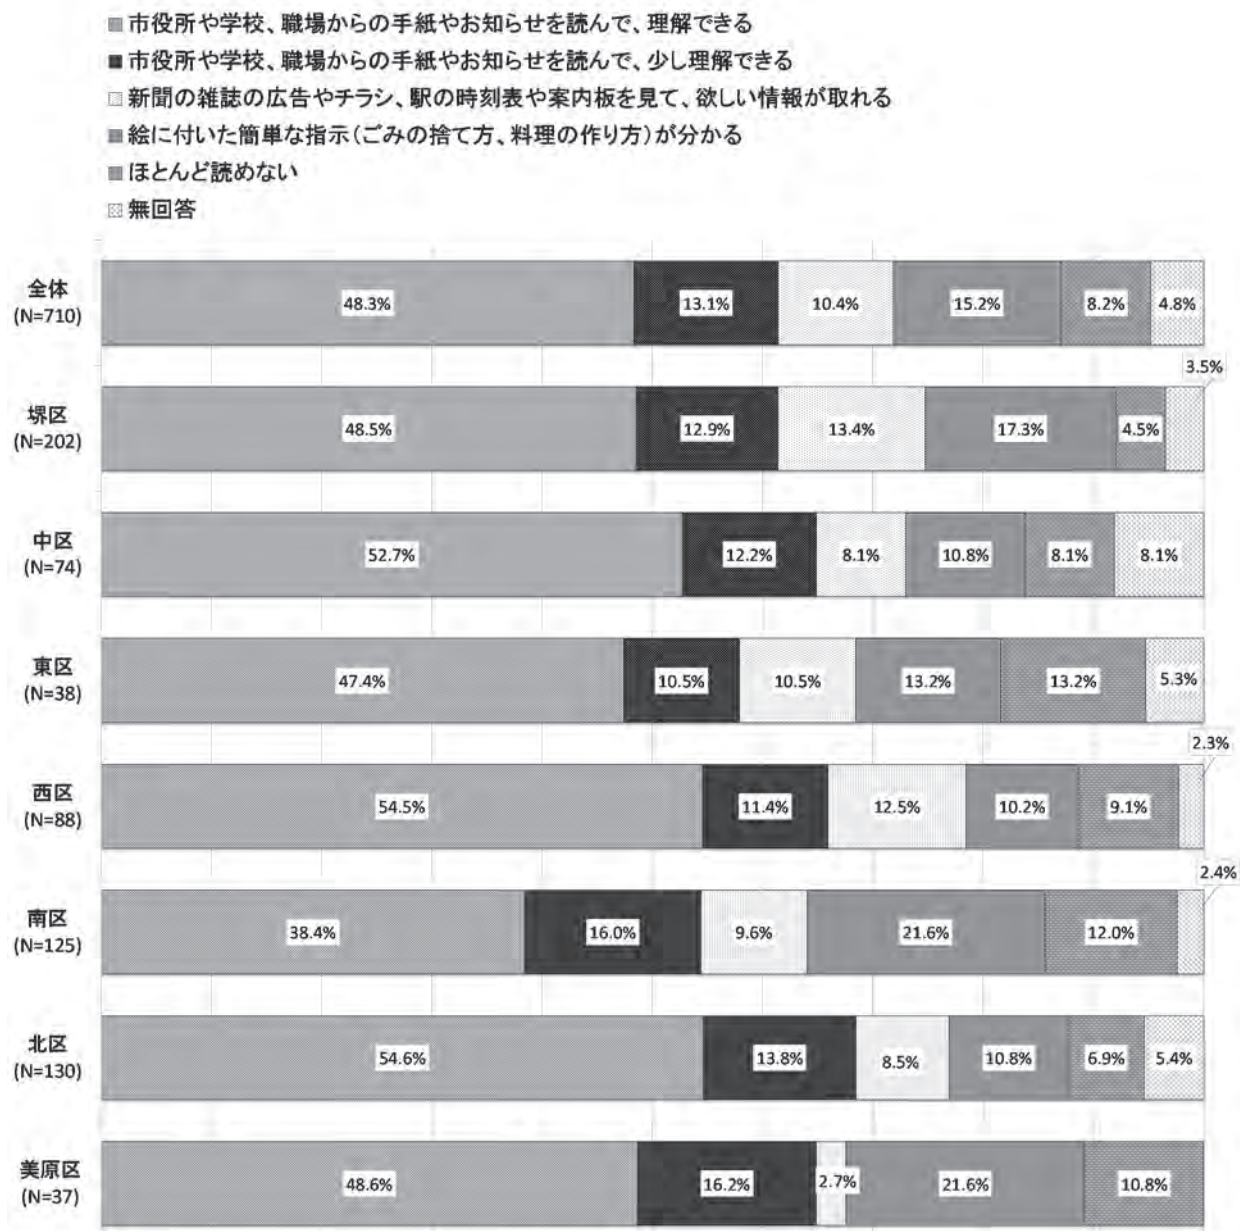 市役所や学校、職場からの手紙やお知らせを読んで、理解できる
市役所や学校、職場からの手紙やお知らせを読んで、少し理解できる
新聞の雑誌の広告やチラシ、駅の時刻表や案内板を見て、欲しい情報が取れる
絵に付いた簡単な指示（ごみの捨て方、料理の作り方）が分かる
ほとんど読めない
無回答
全体
(N=710)
48.3% 13.1% 10.4% 15.2% 8.2% 4.8%
3.5%
堺区
(N=202)
48.5% 12.9% 13.4% 17.3% 4.5%
中区
(N=74)
52.7% 12.2% 8.1% 10.8% 8.1% 8.1%
東区
(N=38)
47.4% 10.5% 10.5% 13.2% 13.2% 5.3%
2.3%
西区
(N=88)
54.5% 11.4% 12.5% 10.2% 9.1%
2.4%
南区
(N=125)
38.4% 16.0% 9.6% 21.6% 12.0%
北区
(N=130)
54.6% 13.8% 8.5% 10.8% 6.9% 5.4%
美原区
(N=37)
48.6% 16.2% 2.7% 21.6% 10.8%